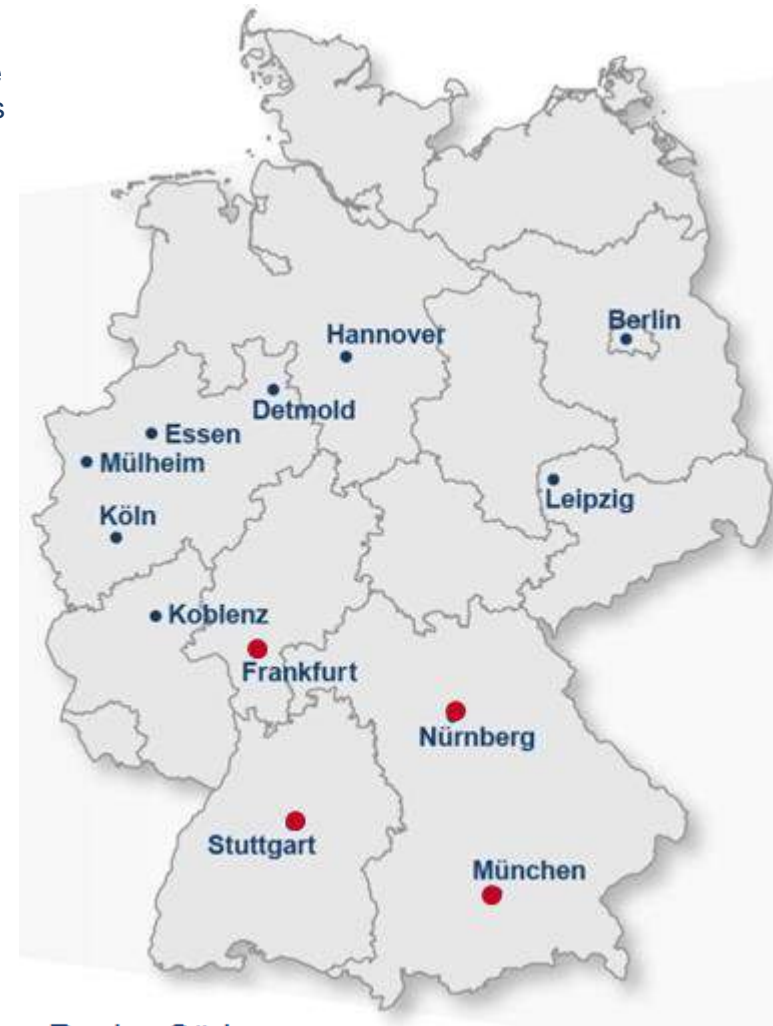 Hannover
Berlin
Detmold
Essen
Mülheim
Leipzig
Köln
Koblenz
Frankfurt
Nürnberg
Stuttgart
München